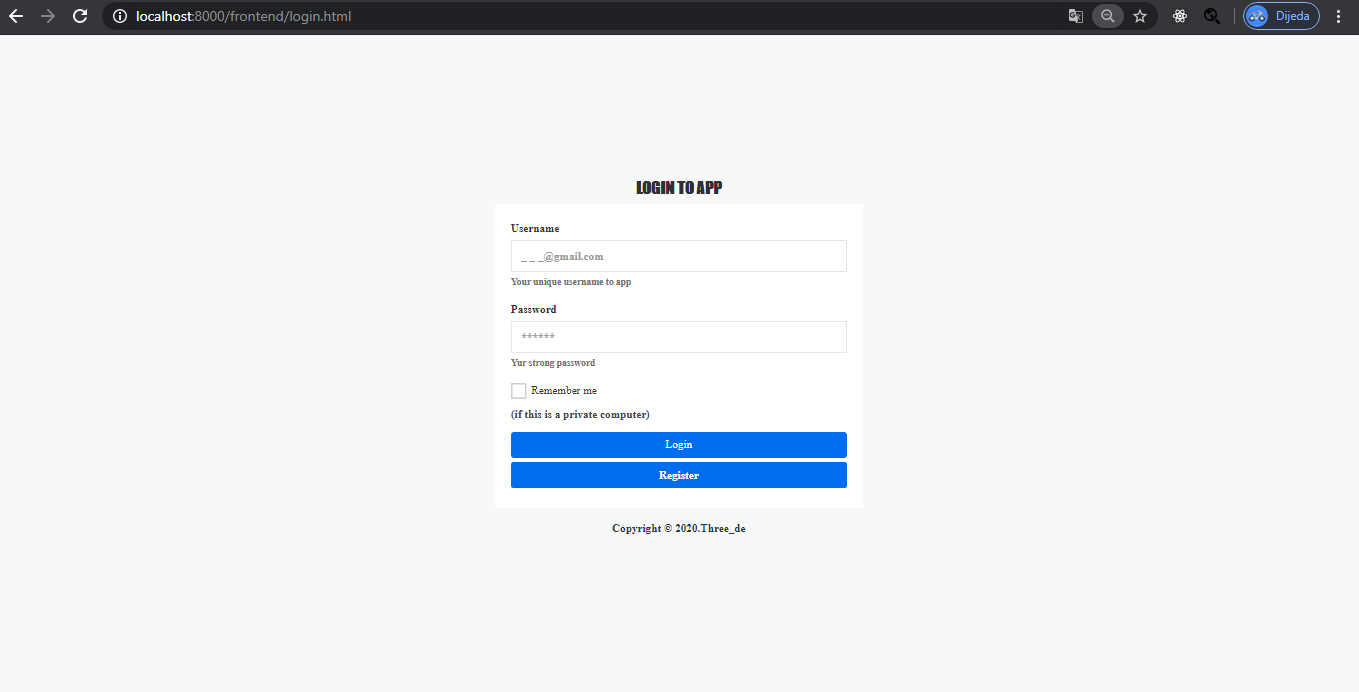 localhost:8000/frontend/login.html
Dijeda
LOGIN TO APP
Username
_ _ _@gmail.com
Your unique username to app
Password
******
Yur strong password
Remember me
(if this is a private computer)
Login
Register
Copyright © 2020.Three_de